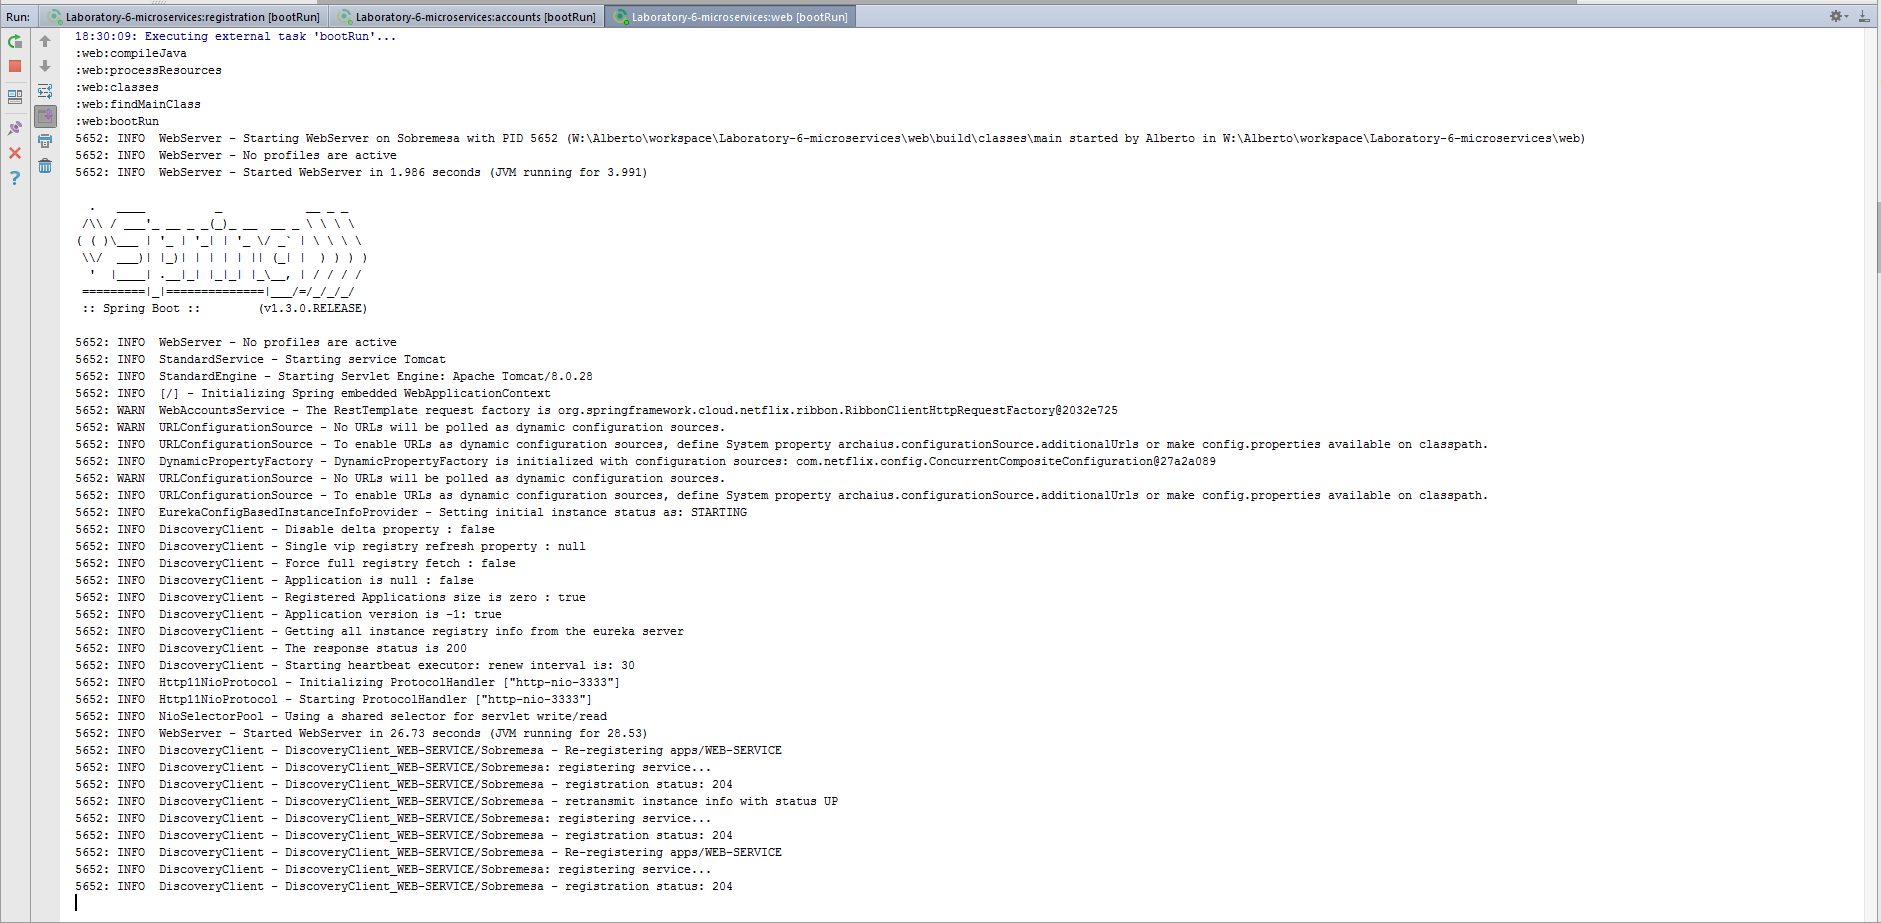 Run: Laboratory-6-microservices:registration [bootRun] Laboratory-6-microservices:accounts [bootRun] Laboratory-6-microservices:web [bootRun]
18:30:09: Executing external task 'bootRun'...
:web:compileJava
:web:processResources
:web:classes
:web:findMainClass
:web:bootRun
5652: INFO  WebServer - Starting WebServer on Sobremesa with PID 5652 (W:\Alberto\workspace\Laboratory-6-microservices\web\build\classes\main started by Alberto in W:\Alberto\workspace\Laboratory-6-microservices\web)
5652: INFO  WebServer - No profiles are active
5652: INFO  WebServer - Started WebServer in 1.986 seconds (JVM running for 3.991)
  .   ____          _            __ _ _
 /\\ / ___'_ __ _ _(_)_ __  __ _ \ \ \ \
( ( )\___ | '_ | '_| | '_ \/ _` | \ \ \ \
 \\/  ___)| |_)| | | | | || (_| |  ) ) ) )
  '  |____| .__|_| |_|_| |_\__, | / / / /
 =========|_|==============|___/=/_/_/_/
 :: Spring Boot ::        (v1.3.0.RELEASE)
5652: INFO  WebServer - No profiles are active
5652: INFO  StandardService - Starting service Tomcat
5652: INFO  StandardEngine - Starting Servlet Engine: Apache Tomcat/8.0.28
5652: INFO  [/] - Initializing Spring embedded WebApplicationContext
5652: WARN  WebAccountsService - The RestTemplate request factory is org.springframework.cloud.netflix.ribbon.RibbonClientHttpRequestFactory@2032e725
5652: WARN  URLConfigurationSource - No URLs will be polled as dynamic configuration sources.
5652: INFO  URLConfigurationSource - To enable URLs as dynamic configuration sources, define System property archaius.configurationSource.additionalUrls or make config.properties available on classpath.
5652: INFO  DynamicPropertyFactory - DynamicPropertyFactory is initialized with configuration sources: com.netflix.config.ConcurrentCompositeConfiguration@27a2a089
5652: WARN  URLConfigurationSource - No URLs will be polled as dynamic configuration sources.
5652: INFO  URLConfigurationSource - To enable URLs as dynamic configuration sources, define System property archaius.configurationSource.additionalUrls or make config.properties available on classpath.
5652: INFO  EurekaConfigBasedInstanceInfoProvider - Setting initial instance status as: STARTING
5652: INFO  DiscoveryClient - Disable delta property : false
5652: INFO  DiscoveryClient - Single vip registry refresh property : null
5652: INFO  DiscoveryClient - Force full registry fetch : false
5652: INFO  DiscoveryClient - Application is null : false
5652: INFO  DiscoveryClient - Registered Applications size is zero : true
5652: INFO  DiscoveryClient - Application version is -1: true
5652: INFO  DiscoveryClient - Getting all instance registry info from the eureka server
5652: INFO  DiscoveryClient - The response status is 200
5652: INFO  DiscoveryClient - Starting heartbeat executor: renew interval is: 30
5652: INFO  Http11NioProtocol - Initializing ProtocolHandler ["http-nio-3333"]
5652: INFO  Http11NioProtocol - Starting ProtocolHandler ["http-nio-3333"]
5652: INFO  NioSelectorPool - Using a shared selector for servlet write/read
5652: INFO  WebServer - Started WebServer in 26.73 seconds (JVM running for 28.53)
5652: INFO  DiscoveryClient - DiscoveryClient_WEB-SERVICE/Sobremesa - Re-registering apps/WEB-SERVICE
5652: INFO  DiscoveryClient - DiscoveryClient_WEB-SERVICE/Sobremesa: registering service...
5652: INFO  DiscoveryClient - DiscoveryClient_WEB-SERVICE/Sobremesa - registration status: 204
5652: INFO  DiscoveryClient - DiscoveryClient_WEB-SERVICE/Sobremesa - retransmit instance info with status UP
5652: INFO  DiscoveryClient - DiscoveryClient_WEB-SERVICE/Sobremesa: registering service...
5652: INFO  DiscoveryClient - DiscoveryClient_WEB-SERVICE/Sobremesa - registration status: 204
5652: INFO  DiscoveryClient - DiscoveryClient_WEB-SERVICE/Sobremesa - Re-registering apps/WEB-SERVICE
5652: INFO  DiscoveryClient - DiscoveryClient_WEB-SERVICE/Sobremesa: registering service...
5652: INFO  DiscoveryClient - DiscoveryClient_WEB-SERVICE/Sobremesa - registration status: 204